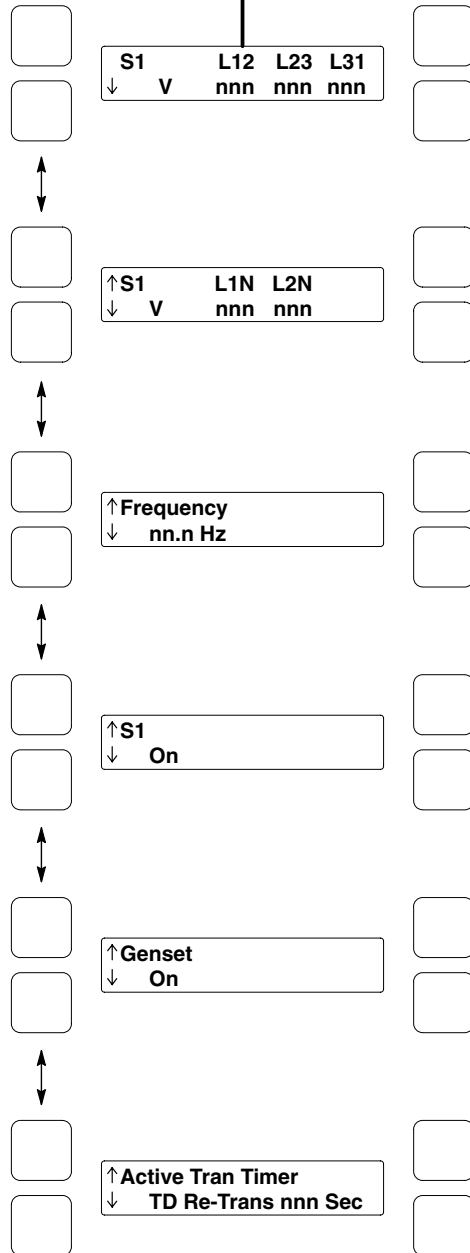 S1 L12 L23 L31
↓ V nnn nnn nnn
↑S1 L1N L2N
↓ V nnn nnn
↑Frequency
↓ nn.n Hz
↑S1
↓ On
↑Genset
↓ On
↑Active Tran Timer
↓ TD Re-Trans nnn Sec